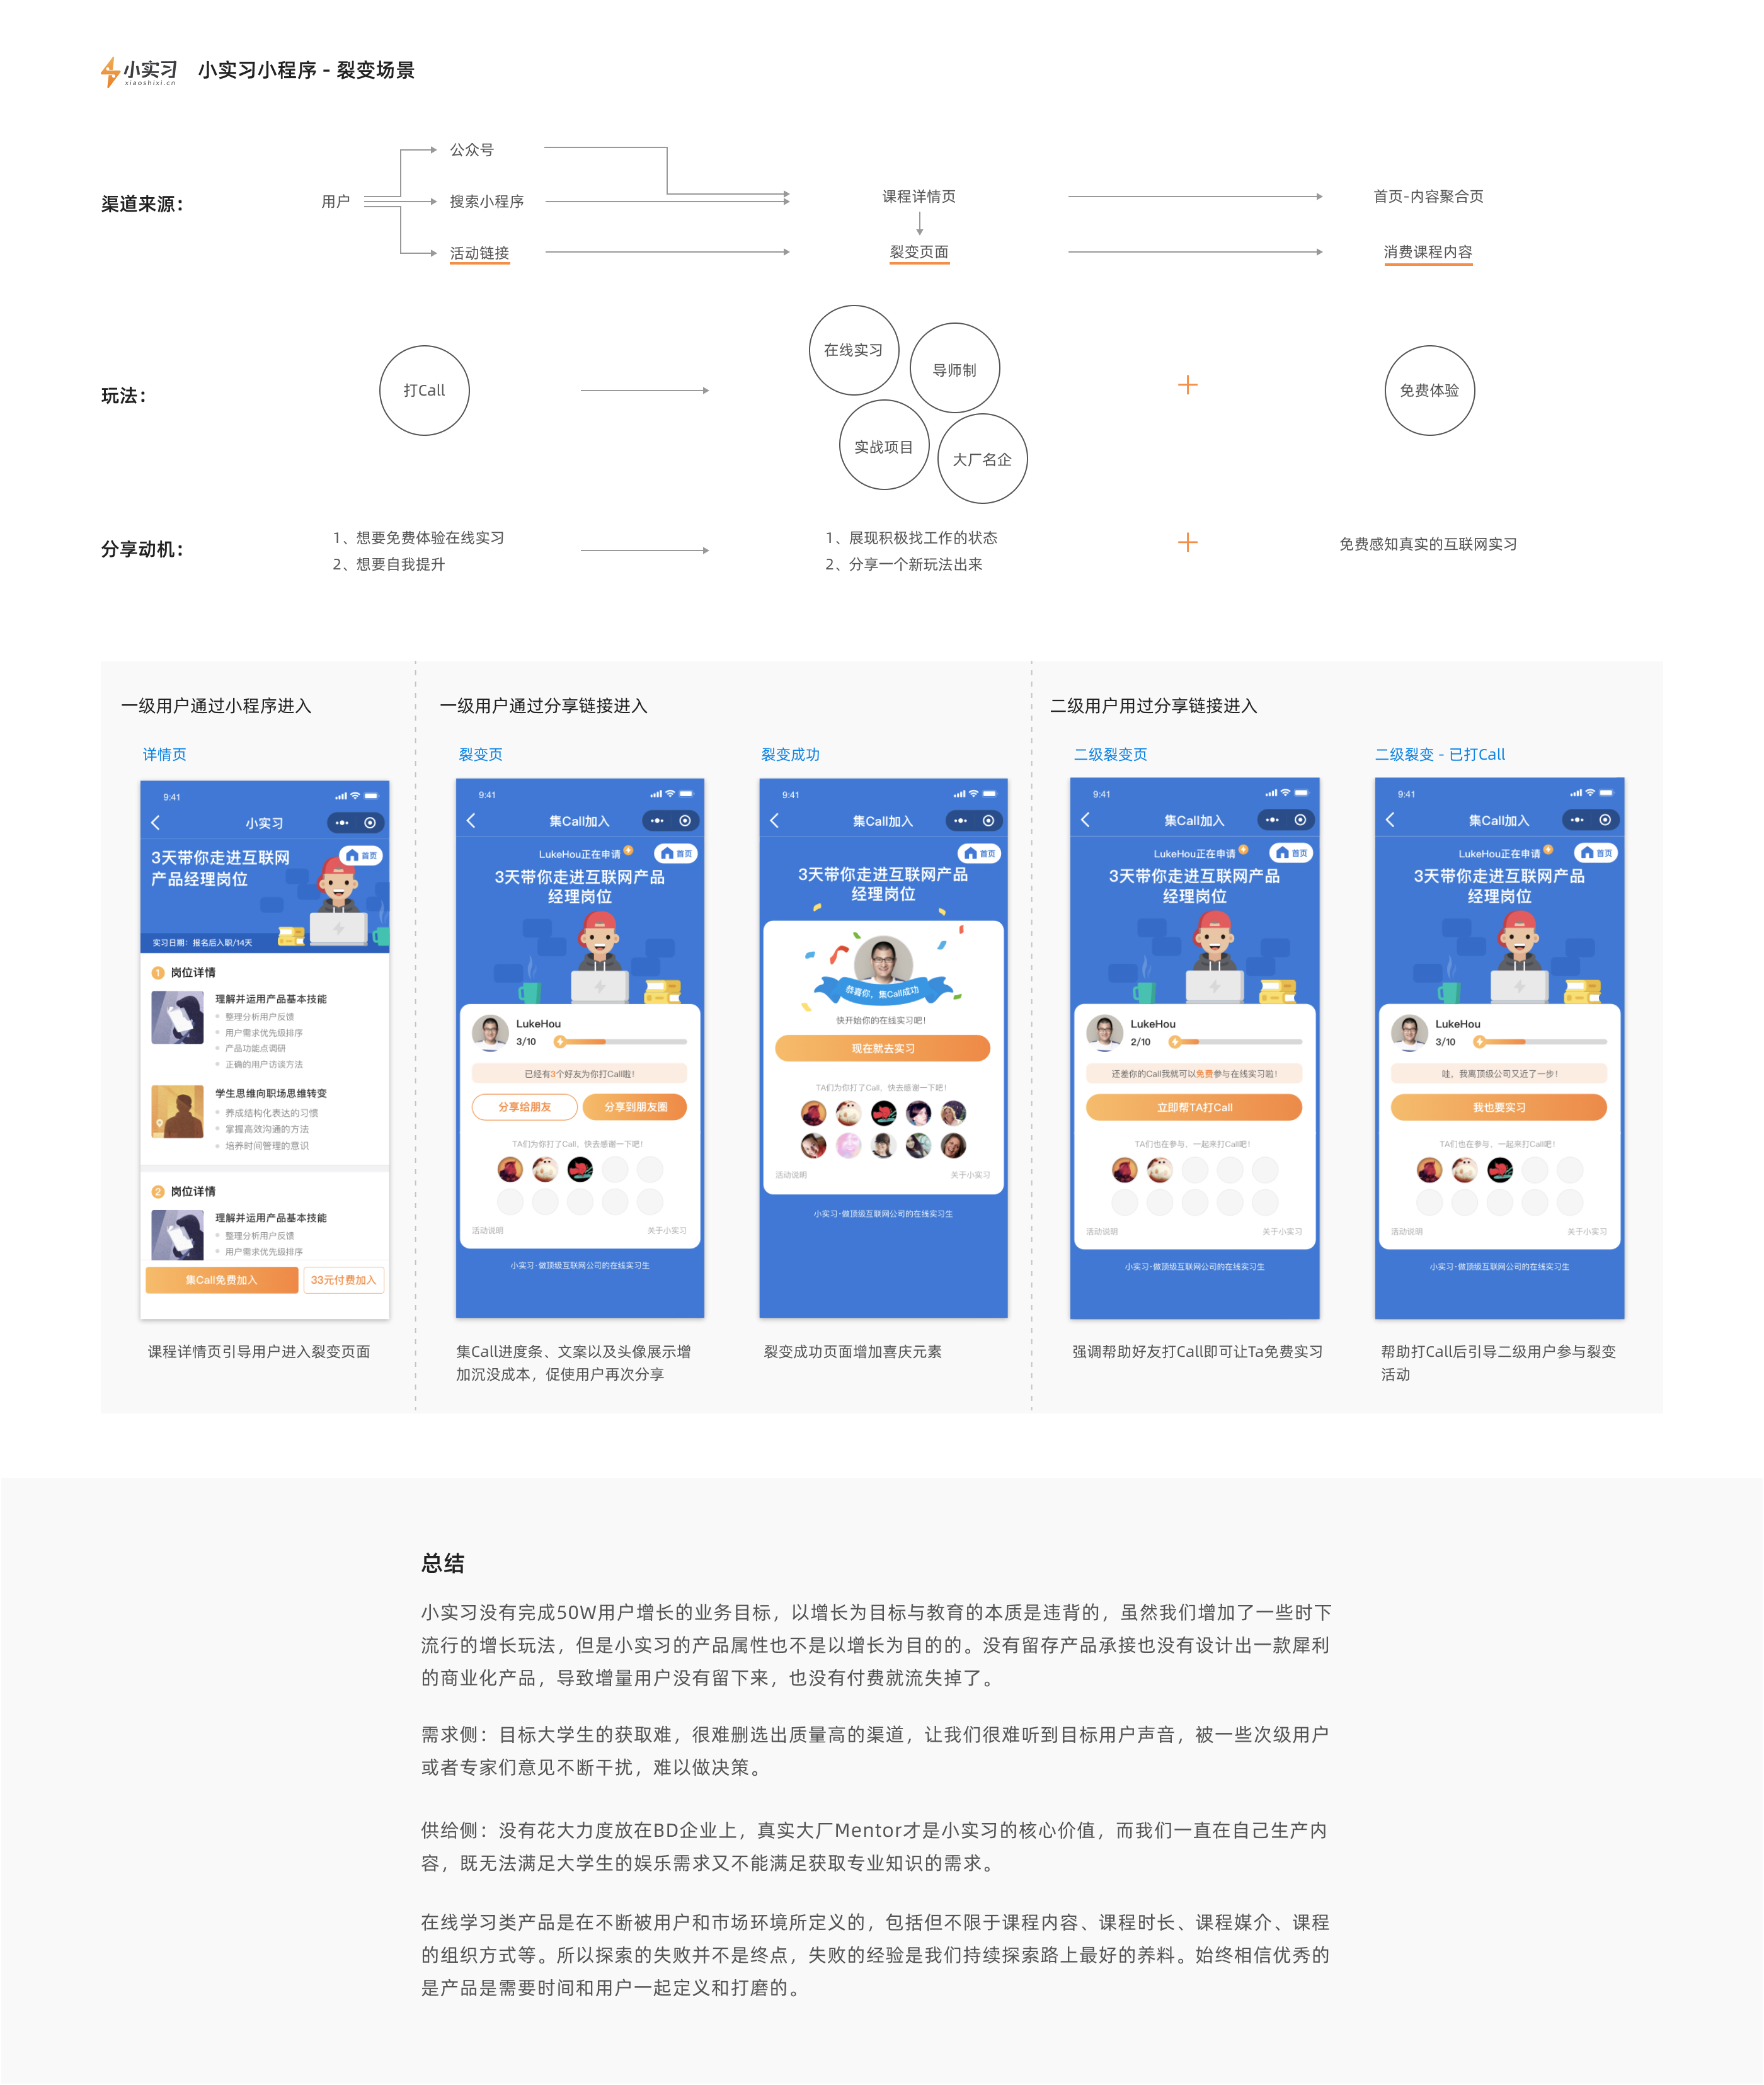 小实习
xiaoshixi.cn
小实习小程序 - 裂变场景
渠道来源：
用户
公众号
搜索小程序
活动链接
课程详情页
裂变页面
首页-内容聚合页
消费课程内容
玩法：
打Call
在线实习
导师制
实战项目
大厂名企
免费体验
分享动机：
1、想要免费体验在线实习
2、想要自我提升
1、展现积极找工作的状态
2、分享一个新玩法出来
免费感知真实的互联网实习
一级用户通过小程序进入
详情页
9:41
小实习
3天带你走进互联网
产品经理岗位
首页
实习日期：报名后入职/14天
1 岗位详情
理解并运用产品基本技能
整理分析用户反馈
用户需求优先级排序
产品功能点调研
正确的用户访谈方法
学生思维向职场思维转变
养成结构化表达的习惯
掌握高效沟通的方法
培养时间管理的意识
2 岗位详情
理解并运用产品基本技能
整理分析用户反馈
用户需求优先级排序
集Call免费加入
33元付费加入
课程详情页引导用户进入裂变页面
一级用户通过分享链接进入
裂变页
9:41
集Call加入
LukeHou正在申请
首页
3天带你走进互联网产品
经理岗位
LukeHou
3/10
已经有3个好友为你打Call啦！
分享给朋友
分享到朋友圈
TA们为你打了Call，快去感谢一下吧！
活动说明
关于小实习
小实习·做顶级互联网公司的在线实习生
集Call进度条、文案以及头像展示增
加沉没成本，促使用户再次分享
裂变成功
9:41
集Call加入
首页
3天带你走进互联网产品
经理岗位
恭喜你，集Call成功
快开始你的在线实习吧！
现在就去实习
TA们为你打了Call，快去感谢一下吧！
活动说明
关于小实习
小实习·做顶级互联网公司的在线实习生
裂变成功页面增加喜庆元素
二级用户用过分享链接进入
二级裂变页
9:41
集Call加入
LukeHou正在申请
首页
3天带你走进互联网产品
经理岗位
LukeHou
2/10
还差你的Call我就可以免费参与在线实习啦！
立即帮TA打Call
TA们也在参与，一起来打Call吧！
活动说明
关于小实习
小实习·做顶级互联网公司的在线实习生
强调帮助好友打Call即可让Ta免费实习
二级裂变 - 已打Call
9:41
集Call加入
LukeHou正在申请
首页
3天带你走进互联网产品
经理岗位
LukeHou
3/10
哇，我离顶级公司又近了一步！
我也要实习
TA们也在参与，一起来打Call吧！
活动说明
关于小实习
小实习·做顶级互联网公司的在线实习生
帮助打Call后引导二级用户参与裂变
活动
总结
小实习没有完成50W用户增长的业务目标，以增长为目标与教育的本质是违背的，虽然我们增加了一些时下
流行的增长玩法，但是小实习的产品属性也不是以增长为目的的。没有留存产品承接也没有设计出一款犀利
的商业化产品，导致增量用户没有留下来，也没有付费就流失掉了。
需求侧：目标大学生的获取难，很难删选出质量高的渠道，让我们很难听到目标用户声音，被一些次级用户
或者专家们意见不断干扰，难以做决策。
供给侧：没有花大力度放在BD企业上，真实大厂Mentor才是小实习的核心价值，而我们一直在自己生产内
容，既无法满足大学生的娱乐需求又不能满足获取专业知识的需求。
在线学习类产品是在不断被用户和市场环境所定义的，包括但不限于课程内容、课程时长、课程媒介、课程
的组织方式等。所以探索的失败并不是终点，失败的经验是我们持续探索路上最好的养料。始终相信优秀的
是产品是需要时间和用户一起定义和打磨的。